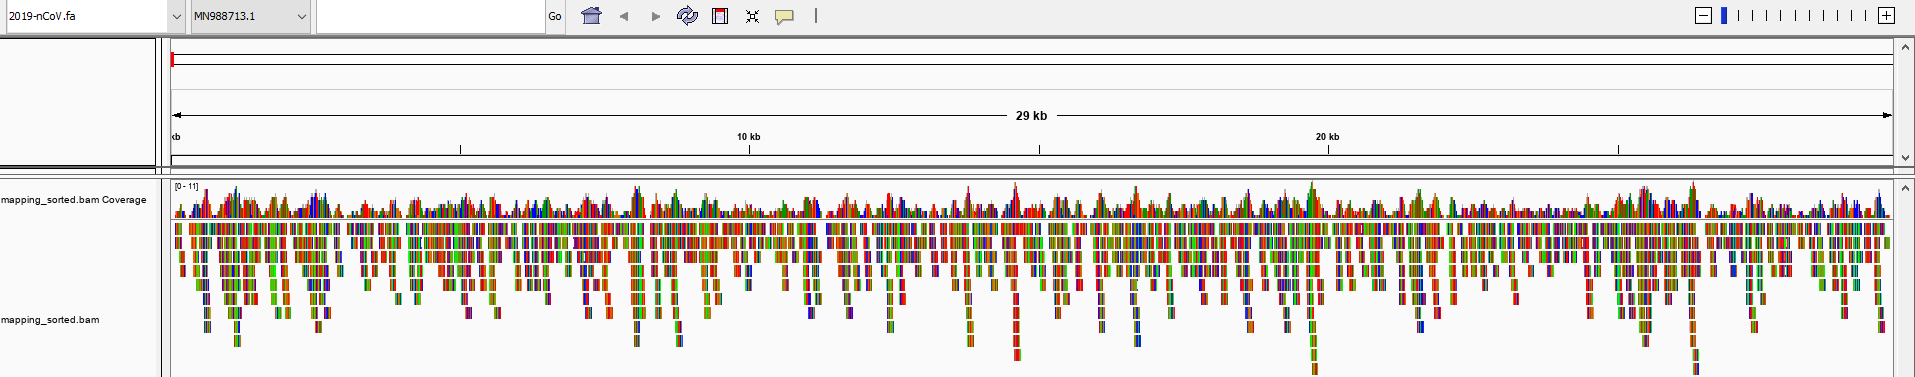 2019-nCoV.fa MN988713.1 Go
29 kb
kb 10 kb 20 kb
[0 - 11]
mapping_sorted.bam Coverage
mapping_sorted.bam